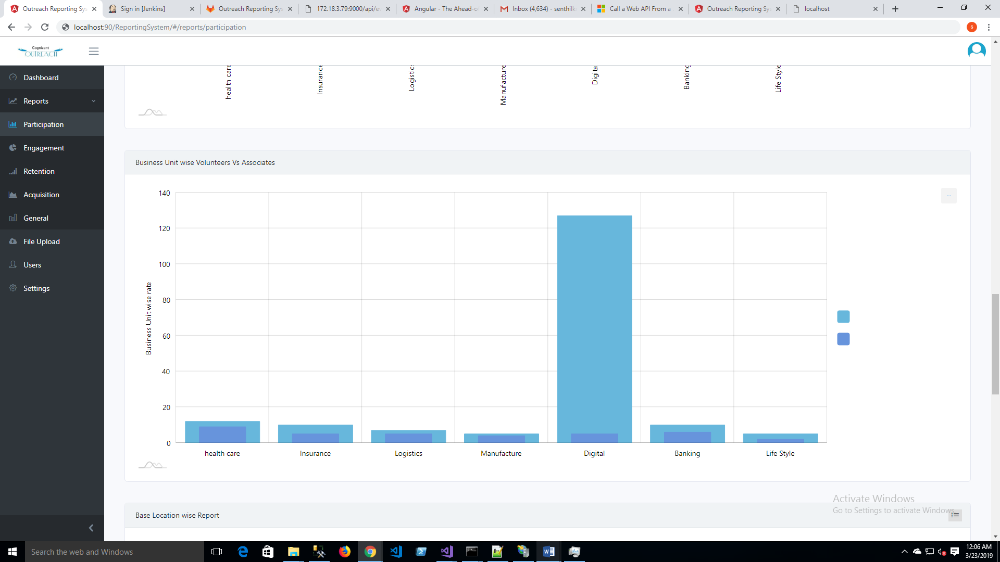 Outreach Reporting Sys
Sign in [Jenkins]
Outreach Reporting Sys
172.18.3.79:9000/api/ev
Angular - The Ahead-o
Inbox (4,634) - senthilk
Call a Web API From a
Outreach Reporting Sys
localhost
localhost:90/ReportingSystem/#/reports/participation
S
Cognizant
OUTREACH
Dashboard
Reports
Participation
Engagement
Retention
Acquisition
General
File Upload
Users
Settings
health care
Insurance
Logistics
Manufacture
Digital
Banking
Life Style
Business Unit wise Volunteers Vs Associates
...
Business Unit wise rate
140
120
100
80
60
40
20
0
health care
Insurance
Logistics
Manufacture
Digital
Banking
Life Style
Base Location wise Report
Activate Windows
Go to Settings to activate Windows.
Search the web and Windows
12:06 AM
3/23/2019